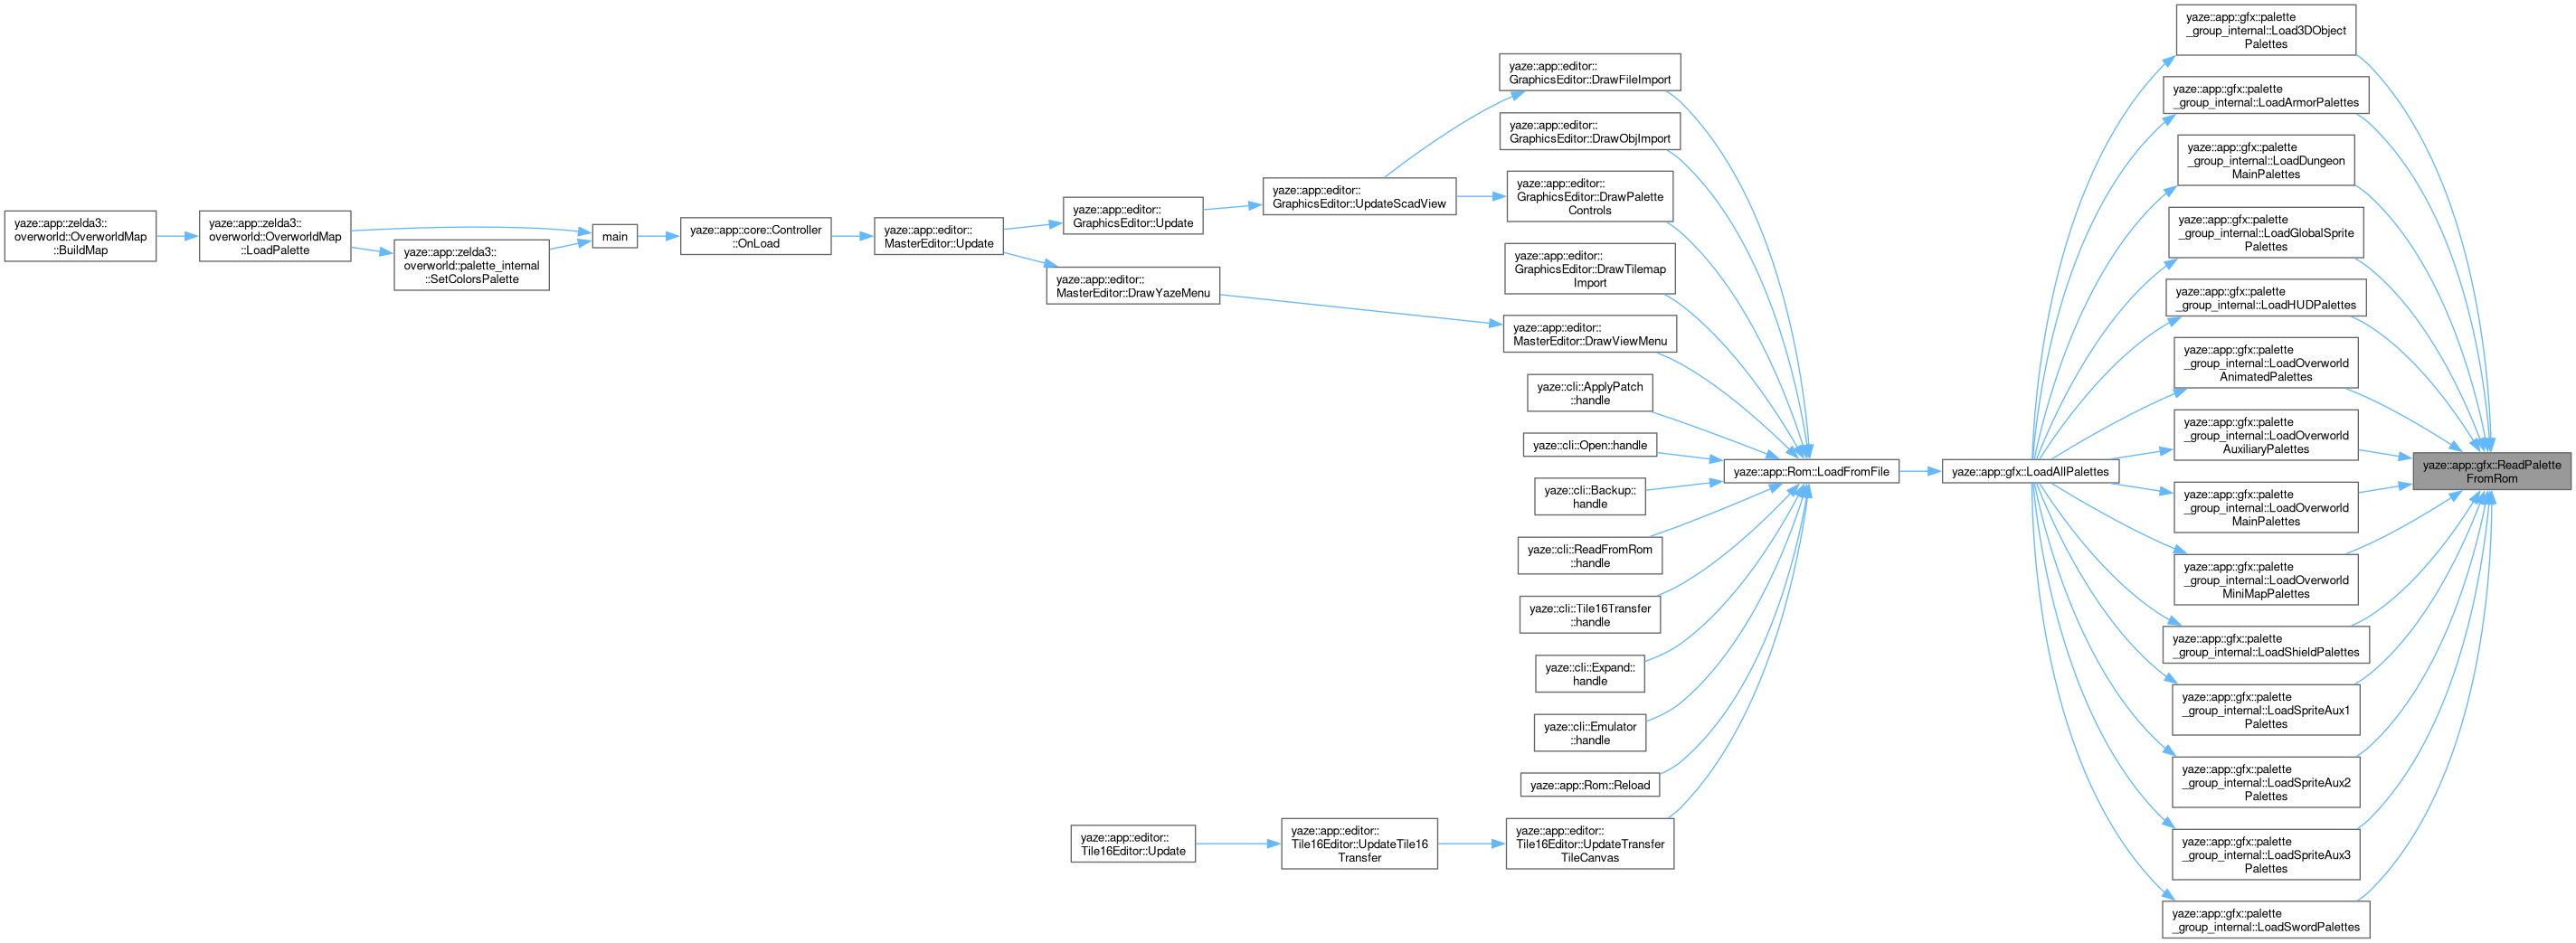 yaze::app::zelda3::
overworld::OverworldMap
::BuildMap
yaze::app::zelda3::
overworld::OverworldMap
::LoadPalette
yaze::app::zelda3::
overworld::palette_internal
::SetColorsPalette
main
yaze::app::core::Controller
::OnLoad
yaze::app::editor::
MasterEditor::Update
yaze::app::editor::
GraphicsEditor::Update
yaze::app::editor::
MasterEditor::DrawYazeMenu
yaze::app::editor::
Tile16Editor::Update
yaze::app::editor::
GraphicsEditor::UpdateScadView
yaze::app::editor::
Tile16Editor::UpdateTile16
Transfer
yaze::app::editor::
GraphicsEditor::DrawFileImport
yaze::app::editor::
GraphicsEditor::DrawObjImport
yaze::app::editor::
GraphicsEditor::DrawPalette
Controls
yaze::app::editor::
GraphicsEditor::DrawTilemap
Import
yaze::app::editor::
MasterEditor::DrawViewMenu
yaze::cli::ApplyPatch
::handle
yaze::cli::Open::handle
yaze::cli::Backup::
handle
yaze::cli::ReadFromRom
::handle
yaze::cli::Tile16Transfer
::handle
yaze::cli::Expand::
handle
yaze::cli::Emulator
::handle
yaze::app::Rom::Reload
yaze::app::editor::
Tile16Editor::UpdateTransfer
TileCanvas
yaze::app::Rom::LoadFromFile
yaze::app::gfx::LoadAllPalettes
yaze::app::gfx::palette
_group_internal::Load3DObject
Palettes
yaze::app::gfx::palette
_group_internal::LoadArmorPalettes
yaze::app::gfx::palette
_group_internal::LoadDungeon
MainPalettes
yaze::app::gfx::palette
_group_internal::LoadGlobalSprite
Palettes
yaze::app::gfx::palette
_group_internal::LoadHUDPalettes
yaze::app::gfx::palette
_group_internal::LoadOverworld
AnimatedPalettes
yaze::app::gfx::palette
_group_internal::LoadOverworld
AuxiliaryPalettes
yaze::app::gfx::palette
_group_internal::LoadOverworld
MainPalettes
yaze::app::gfx::palette
_group_internal::LoadOverworld
MiniMapPalettes
yaze::app::gfx::palette
_group_internal::LoadShieldPalettes
yaze::app::gfx::palette
_group_internal::LoadSpriteAux1
Palettes
yaze::app::gfx::palette
_group_internal::LoadSpriteAux2
Palettes
yaze::app::gfx::palette
_group_internal::LoadSpriteAux3
Palettes
yaze::app::gfx::palette
_group_internal::LoadSwordPalettes
yaze::app::gfx::ReadPalette
FromRom